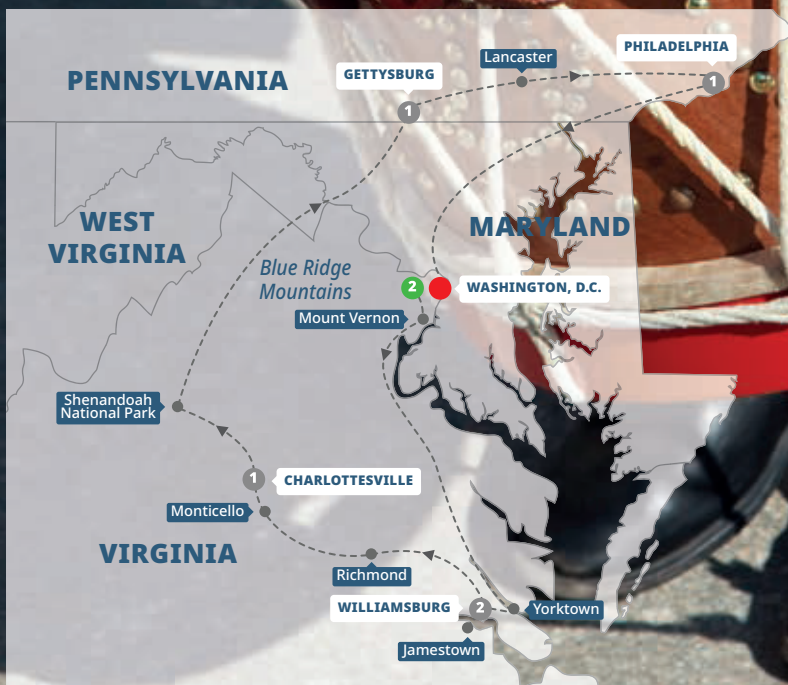 PHILADELPHIA
Lancaster
GETTYSBURG
PENNSYLVANIA
1
1
WEST
VIRGINIA
MARYLAND
Blue Ridge
Mountains
2
WASHINGTON, D.C.
Mount Vernon
Shenandoah
National Park
1
CHARLOTTESVILLE
Monticello
VIRGINIA
Richmond
WILLIAMSBURG
2
Yorktown
Jamestown